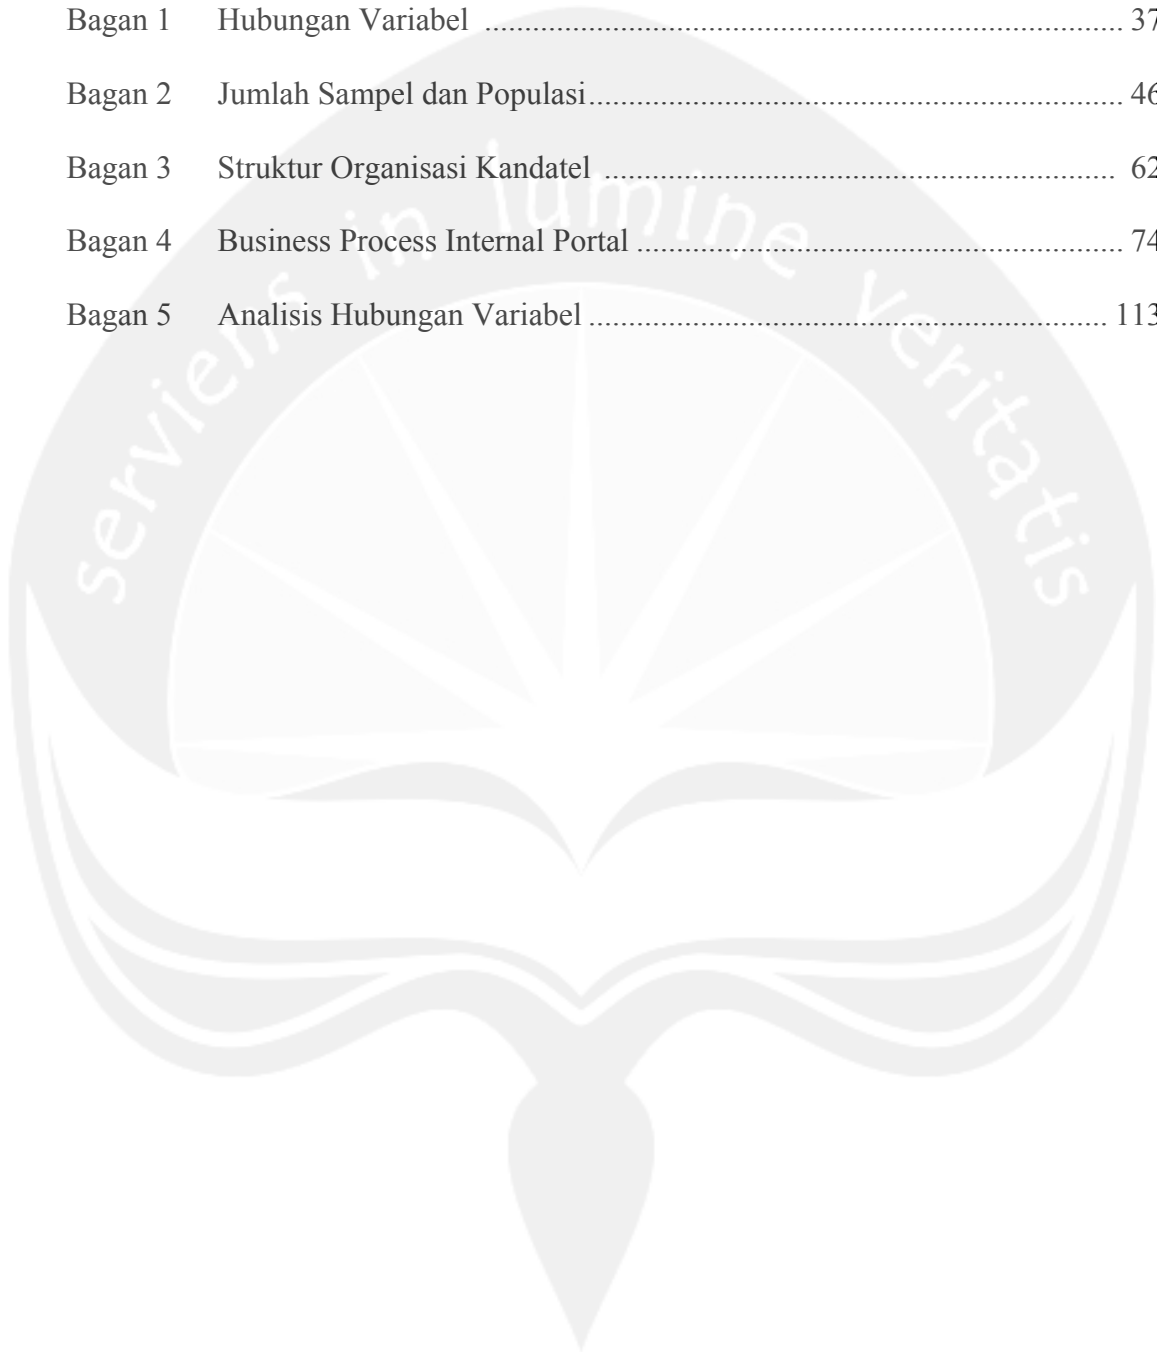 Bagan 1 Hubungan Variabel ................................................................................ 37
Bagan 2 Jumlah Sampel dan Populasi................................................................... 46
Bagan 3 Struktur Organisasi Kandatel ................................................................ 62
Bagan 4 Business Process Internal Portal ............................................................. 74
Bagan 5 Analisis Hubungan Variabel ................................................................. 113
serviens in lumine veritatis